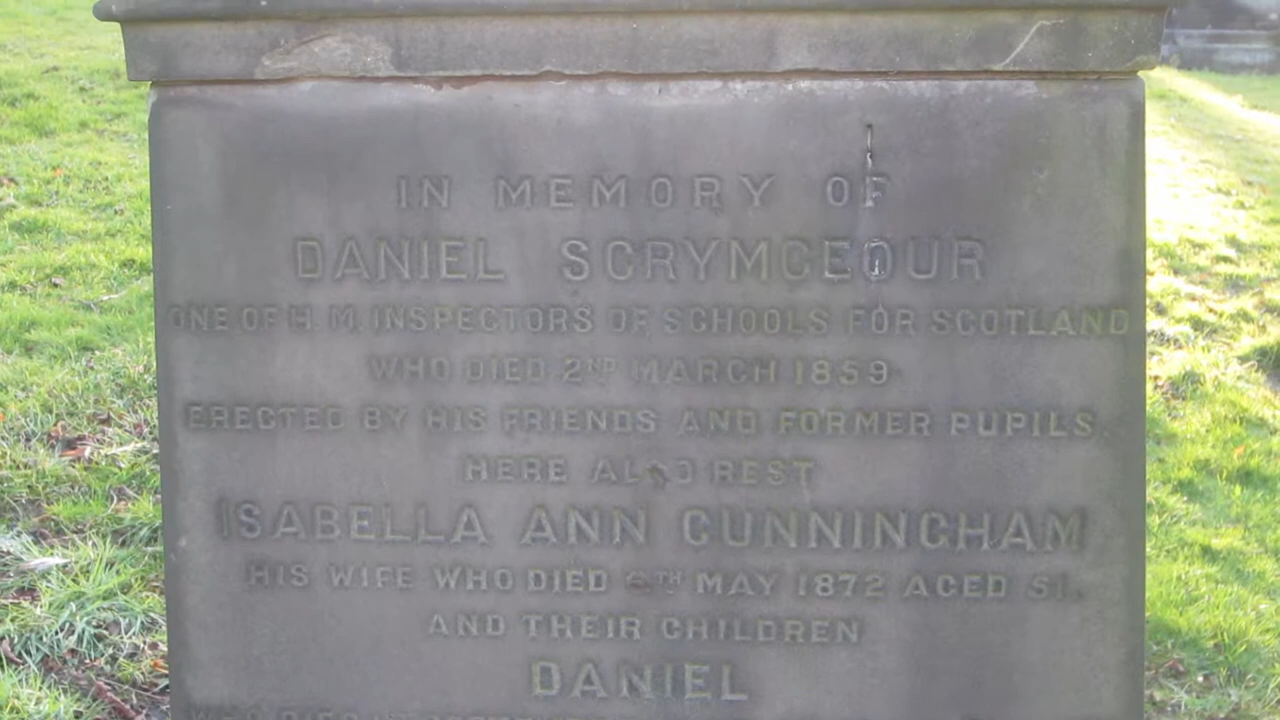 IN MEMORY OF
DANIEL SCRYMGEOUR
ONE OF H. M. INSPECTORS OF SCHOOLS FOR SCOTLAND
WHO DIED 2ND MARCH 1859
ERECTED BY HIS FRIENDS AND FORMER PUPILS
HERE ALSO REST
ISABELLA ANN CUNNINGHAM
HIS WIFE WHO DIED 6TH MAY 1872 AGED 51.
AND THEIR CHILDREN
DANIEL
WHO DIED